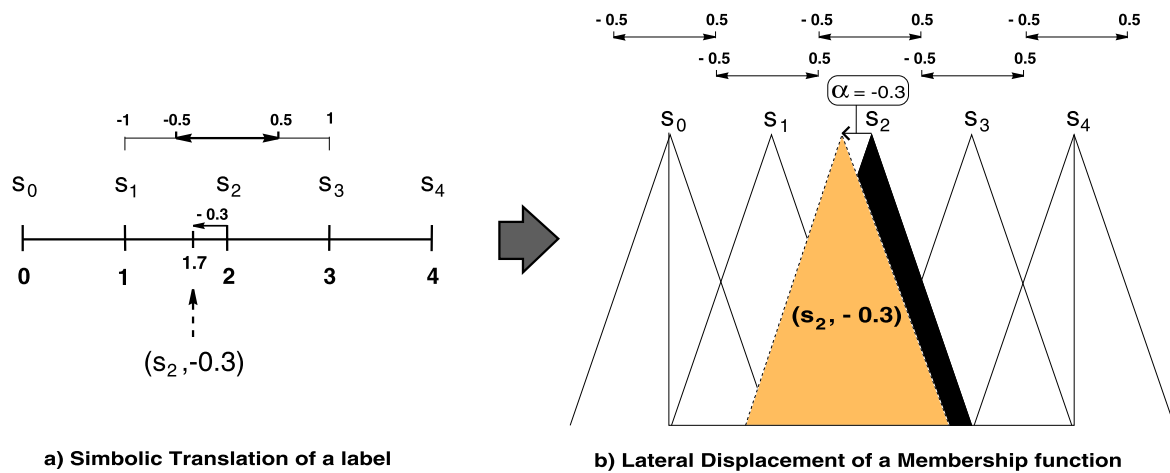 -1 -0.5 0.5 1
s0 s1 s2 s3 s4
- 0.3
1.7
0 1 2 3 4
(s2 ,-0.3)
a) Simbolic Translation of a label
- 0.5 0.5 - 0.5 0.5 - 0.5 0.5
- 0.5 0.5 - 0.5 0.5
α = -0.3
s0 s1 s2 s3 s4
(s2 , - 0.3)
b) Lateral Displacement of a Membership function